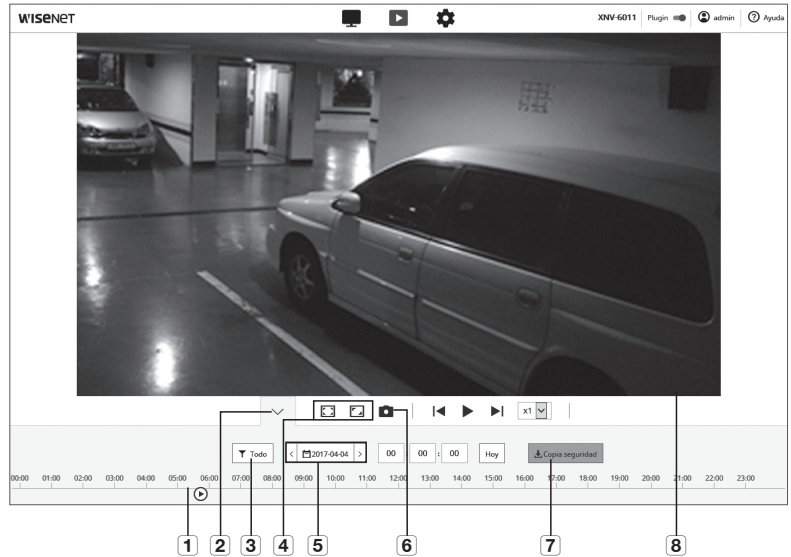 WISENET
XNV-6011 Plugin admin ? Ayuda
x1
Todo < 2017-04-04 > 00 : 00 : 00 Hoy Copia seguridad
00:00 01:00 02:00 03:00 04:00 05:00 06:00 07:00 08:00 09:00 10:00 11:00 12:00 13:00 14:00 15:00 16:00 17:00 18:00 19:00 20:00 21:00 22:00 23:00
1 2 3 4 5 6 7 8